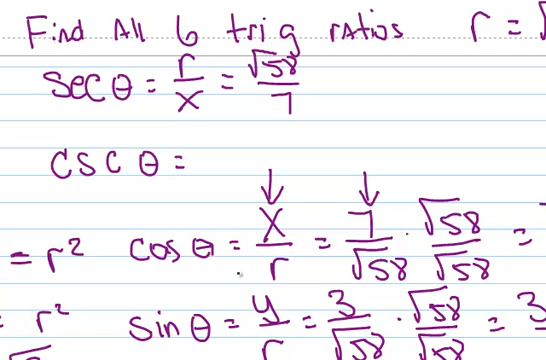 Find All 6 trig ratios r = √
sec θ = r/x = √58/7
csc θ =
= r² cos θ = x/r = 7/√58 · √58/√58 =
r² sin θ = y/r = 3/√58 · √58/√58 = 3